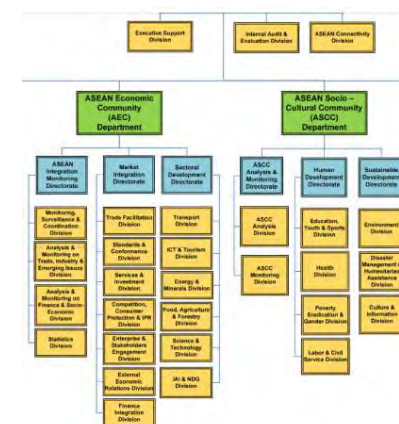 Executive Support
Division
Internal Audit &
Evaluation Division
ASEAN Connectivity
Division
ASEAN Economic
Community
(AEC)
Department
ASEAN Socio –
Cultural Community
(ASCC)
Department
ASEAN
Integration
Monitoring
Directorate
Market
Integration
Directorate
Sectoral
Development
Directorate
ASCC Analysis
& Monitoring
Directorate
Human
Development
Directorate
Sustainable
Development
Directorate
Monitoring,
Surveillance &
Coordination
Division
Analysis &
Monitoring on
Trade, Industry &
Emerging Issues
Division
Analysis &
Monitoring on
Finance & Socio-
Economic
Division
Statistics
Division
Trade Facilitation
Division
Standards &
Conformance
Division
Services &
Investment
Division
Competition,
Consumer
Protection & IPR
Division
Enterprise &
Stakeholders
Engagement
Division
External
Economic
Relations Division
Finance
Integration
Division
Transport
Division
ICT & Tourism
Division
Energy &
Minerals Division
Food, Agriculture
& Forestry
Division
Science &
Technology
Division
IAI & NDG
Division
ASCC
Analysis
Division
ASCC
Monitoring
Division
Education,
Youth & Sports
Division
Health
Division
Poverty
Eradication &
Gender Division
Labor & Civil
Service Division
Environment
Division
Disaster
Management &
Humanitarian
Assistance
Division
Culture &
Information
Division